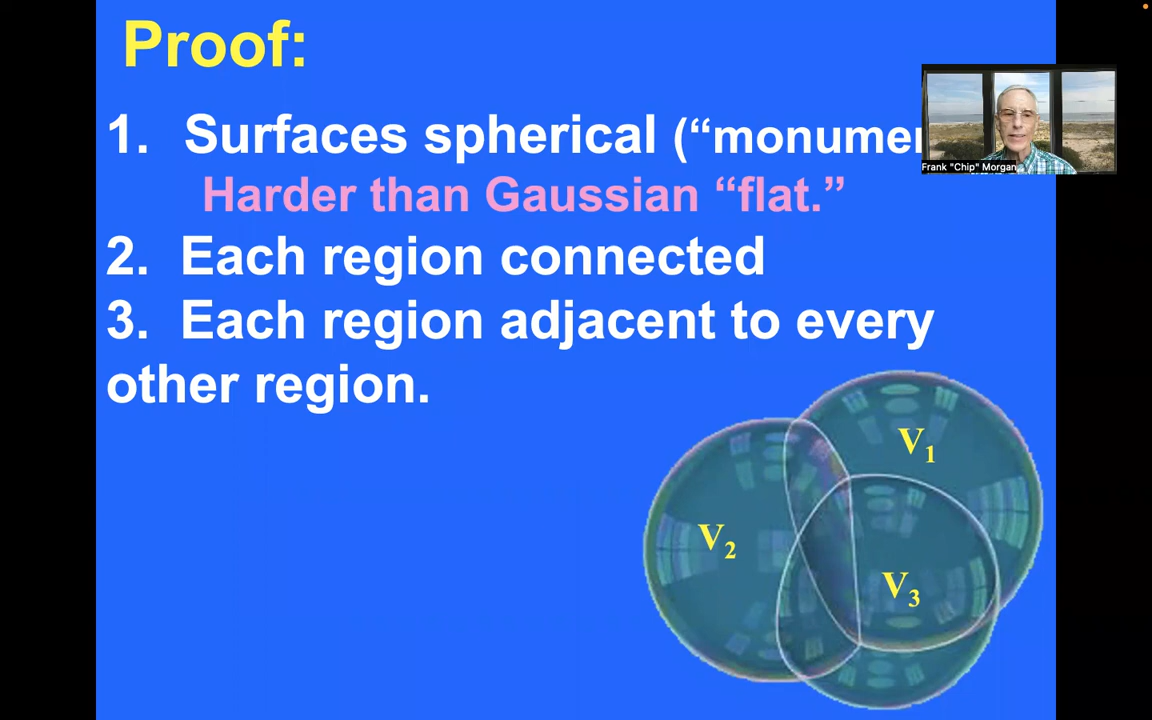 Proof:
1. Surfaces spherical (“monumen
Frank "Chip" Morgan
Harder than Gaussian “flat.”
2. Each region connected
3. Each region adjacent to every
other region.
V1
V2
V3